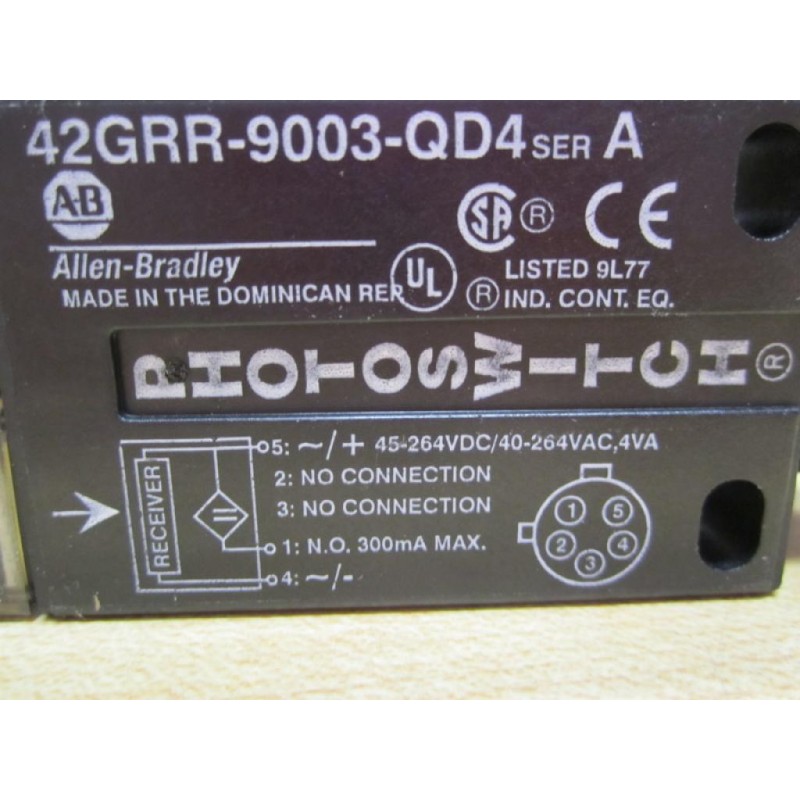 42GRR-9003-QD4 SER A
A-B
SA ® CE
Allen-Bradley
UL LISTED 9L77
MADE IN THE DOMINICAN REP
® IND. CONT. EQ.
PHOTOSWITCH®
RECEIVER
5: ~/+ 45-264VDC/40-264VAC,4VA
2: NO CONNECTION
3: NO CONNECTION
1: N.O. 300mA MAX.
4: ~/-
1 5
2 4
3